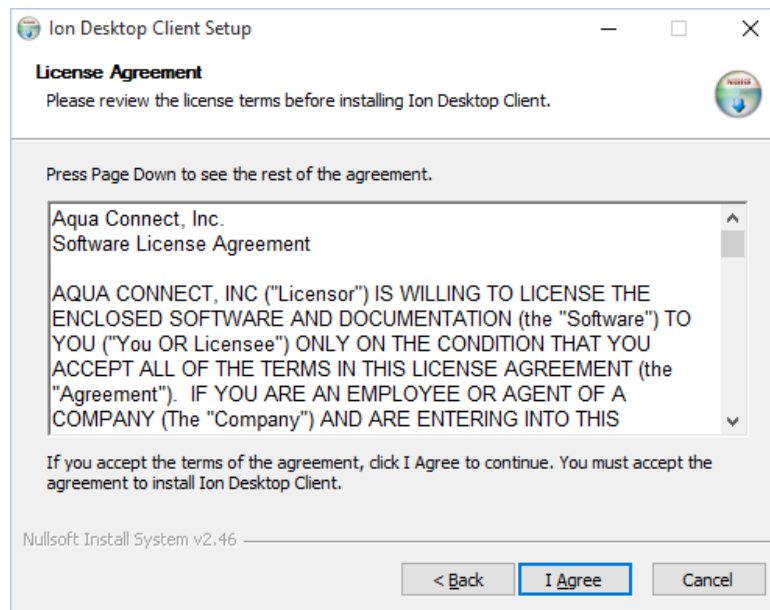 Ion Desktop Client Setup
License Agreement
Please review the license terms before installing Ion Desktop Client.
Press Page Down to see the rest of the agreement.
Aqua Connect, Inc.
Software License Agreement
AQUA CONNECT, INC ("Licensor") IS WILLING TO LICENSE THE
ENCLOSED SOFTWARE AND DOCUMENTATION (the "Software") TO
YOU ("You OR Licensee") ONLY ON THE CONDITION THAT YOU
ACCEPT ALL OF THE TERMS IN THIS LICENSE AGREEMENT (the
"Agreement").  IF YOU ARE AN EMPLOYEE OR AGENT OF A
COMPANY (The "Company") AND ARE ENTERING INTO THIS
If you accept the terms of the agreement, click I Agree to continue. You must accept the
agreement to install Ion Desktop Client.
Nullsoft Install System v2.46
< Back I Agree Cancel